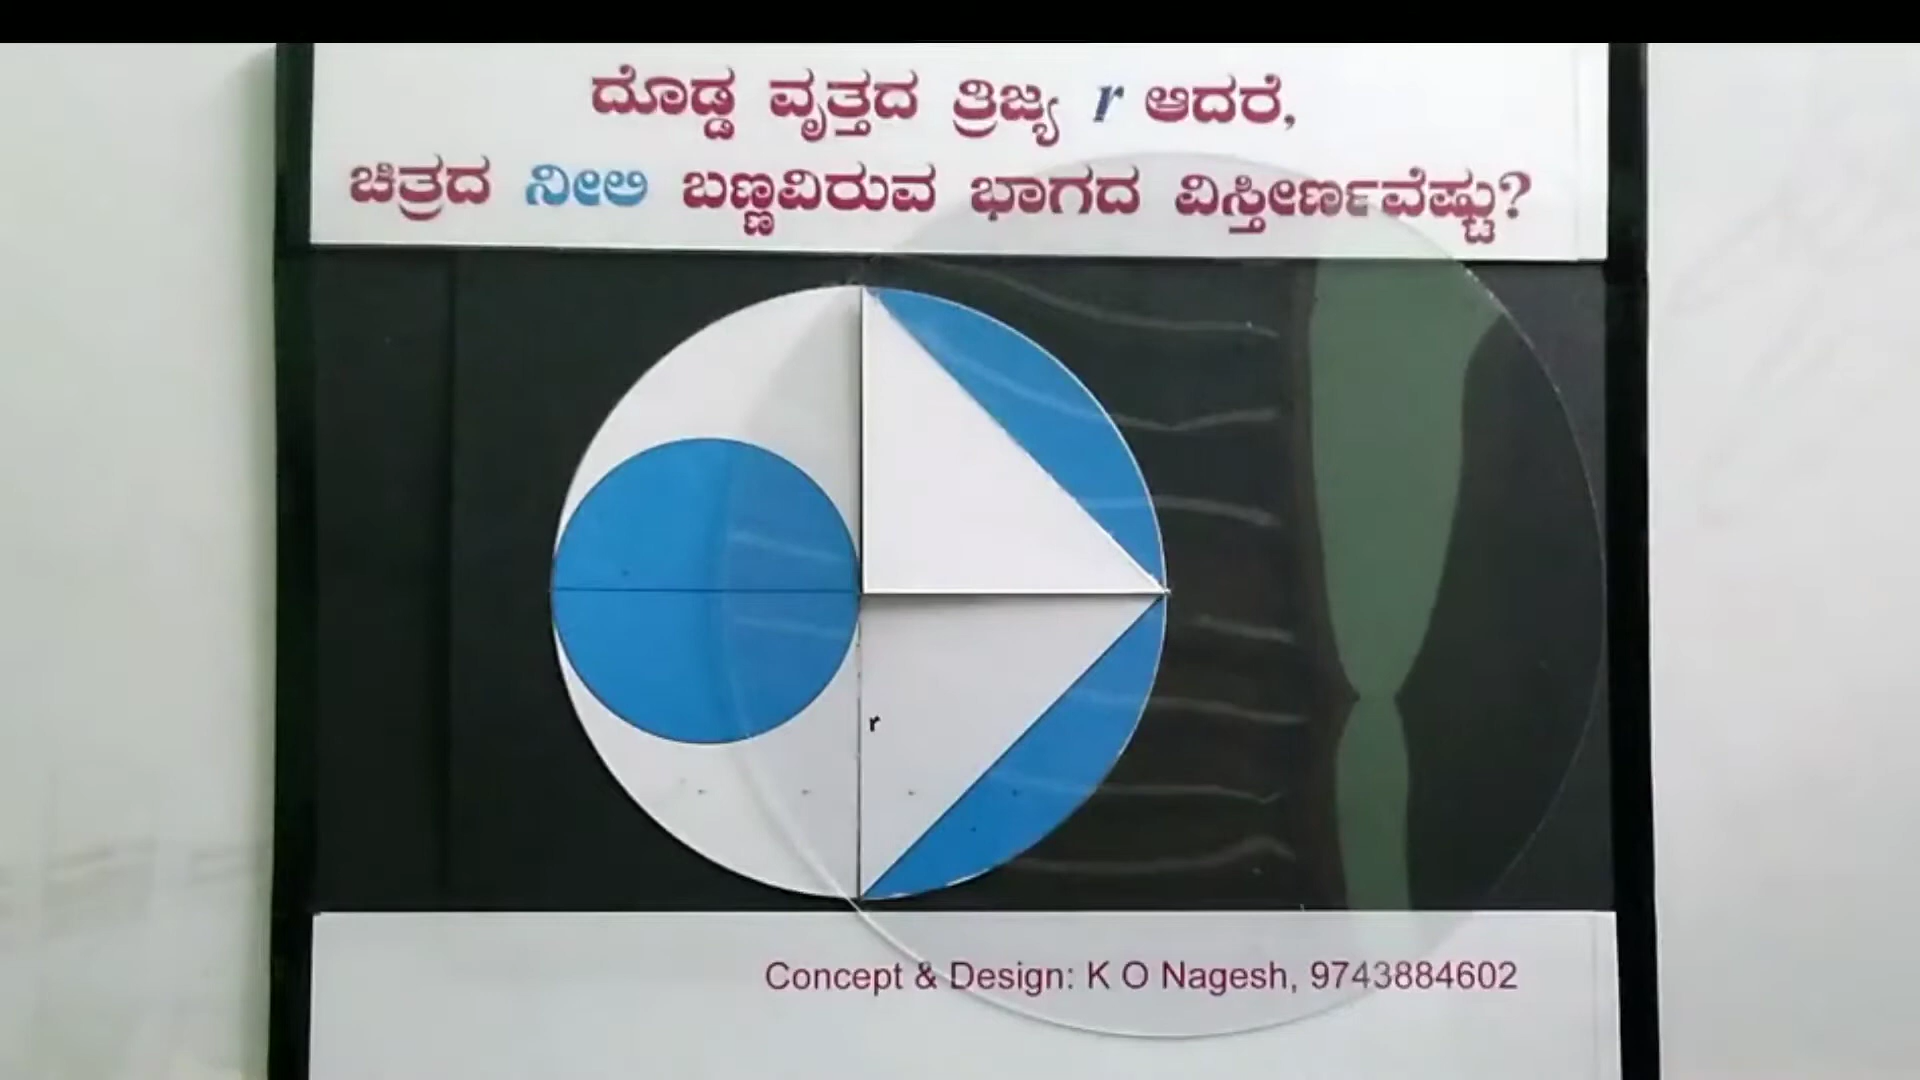 ದೊಡ್ಡ ವೃತ್ತದ ತ್ರಿಜ್ಯ r ಆದರೆ,
ಚಿತ್ರದ ನೀಲಿ ಬಣ್ಣವಿರುವ ಭಾಗದ ವಿಸ್ತೀರ್ಣವೆಷ್ಟು?
r
Concept & Design: K O Nagesh, 9743884602